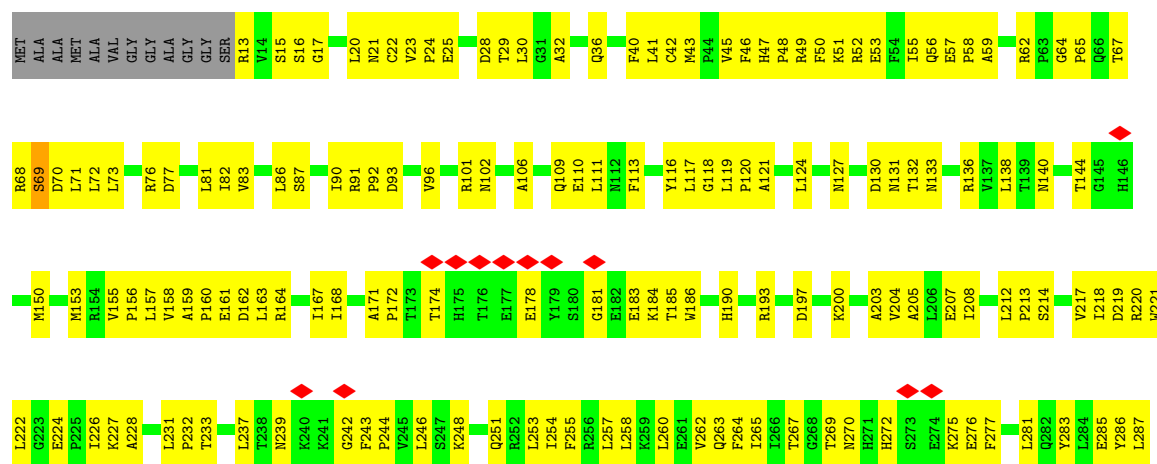 MET ALA ALA MET ALA VAL GLY GLY ALA GLY GLY SER R13 V14 S15 S16 G17 L20 N21 C22 V23 P24 E25 D28 T29 L30 G31 A32 Q36 F40 L41 C42 M43 P44 V45 F46 H47 P48 R49 F50 K51 R52 E53 F54 I55 Q56 E57 P58 A59 R62 P63 G64 P65 Q66 T67
R68 S69 D70 L71 L72 L73 R76 D77 L81 I82 V83 L86 S87 I90 R91 P92 D93 V96 R101 N102 A106 Q109 E110 L111 N112 F113 Y116 L117 G118 L119 P120 A121 L124 N127 D130 N131 T132 N133 R136 V137 L138 T139 N140 T144 G145 H146
M150 M153 R154 V155 P156 L157 V158 A159 P160 E161 D162 L163 R164 I167 I168 A171 P172 T173 T174 H175 T176 E177 E178 Y179 S180 G181 E182 E183 K184 T185 W186 H190 R193 D197 K200 A203 V204 A205 L206 E207 I208 L212 P213 S214 V217 I218 D219 R220 W221
L222 G223 E224 P225 I226 K227 A228 L231 P232 T233 L237 T238 N239 K240 K241 G242 F243 P244 V245 L246 S247 K248 Q251 R252 L253 I254 F255 R256 L257 L258 K259 L260 E261 V262 Q263 F264 I265 I266 T267 G268 T269 N270 H271 H272 S273 E274 K275 E276 F277 L281 Q282 Y283 L284 E285 Y286 L287